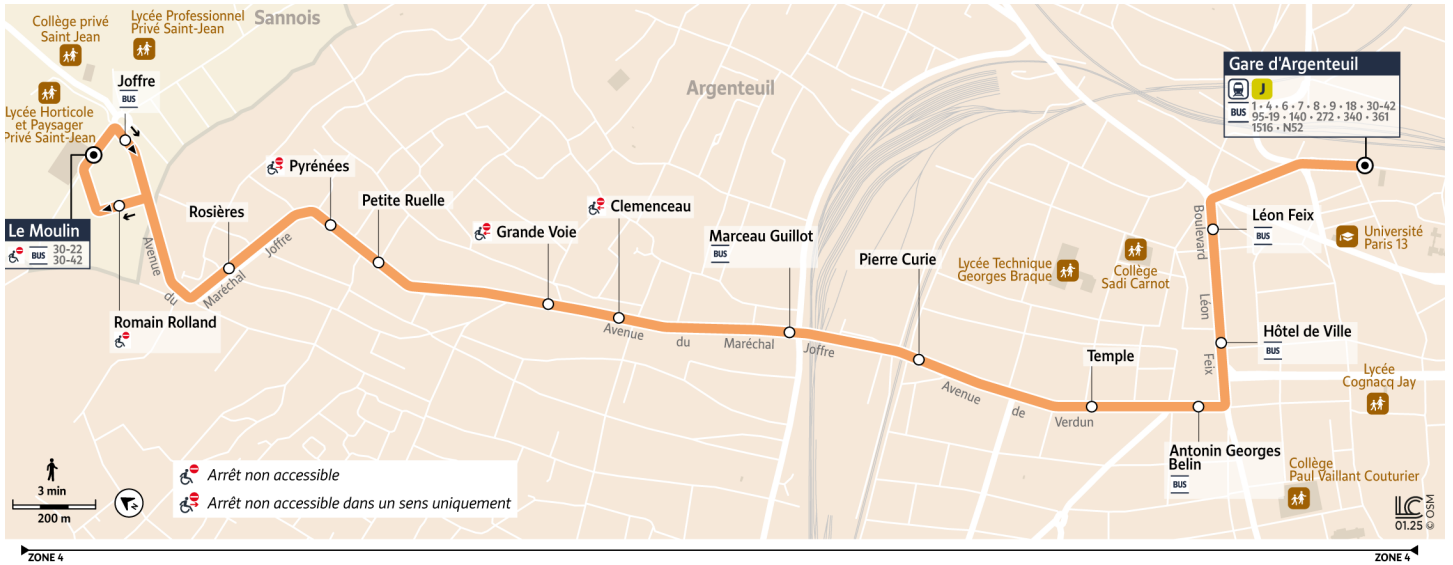 Collège privé
Saint Jean
Lycée Professionnel
Privé Saint-Jean
Sannois
Joffre
BUS
Lycée Horticole
et Paysager
Privé Saint-Jean
Le Moulin
BUS
30-22
30-42
Romain Rolland
Avenue
du
Maréchal
Joffre
Rosières
Pyrénées
Petite Ruelle
Grande Voie
Clemenceau
Argenteuil
Avenue
du
Maréchal
Joffre
Marceau Guillot
BUS
Pierre Curie
Avenue
de
Verdun
Temple
Lycée Technique
Georges Braque
Collège
Sadi Carnot
Antonin Georges
Belin
BUS
Boulevard
Léon
Feix
Hôtel de Ville
BUS
Léon Feix
BUS
Gare d'Argenteuil
J
BUS
1 • 4 • 6 • 7 • 8 • 9 • 18 • 30-42
95-19 • 140 • 272 • 340 • 361
1516 • N52
Université
Paris 13
Lycée
Cognacq Jay
Collège
Paul Vaillant Couturier
3 min
200 m
N
Arrêt non accessible
Arrêt non accessible dans un sens uniquement
LC
01.25
© OSM
ZONE 4
ZONE 4